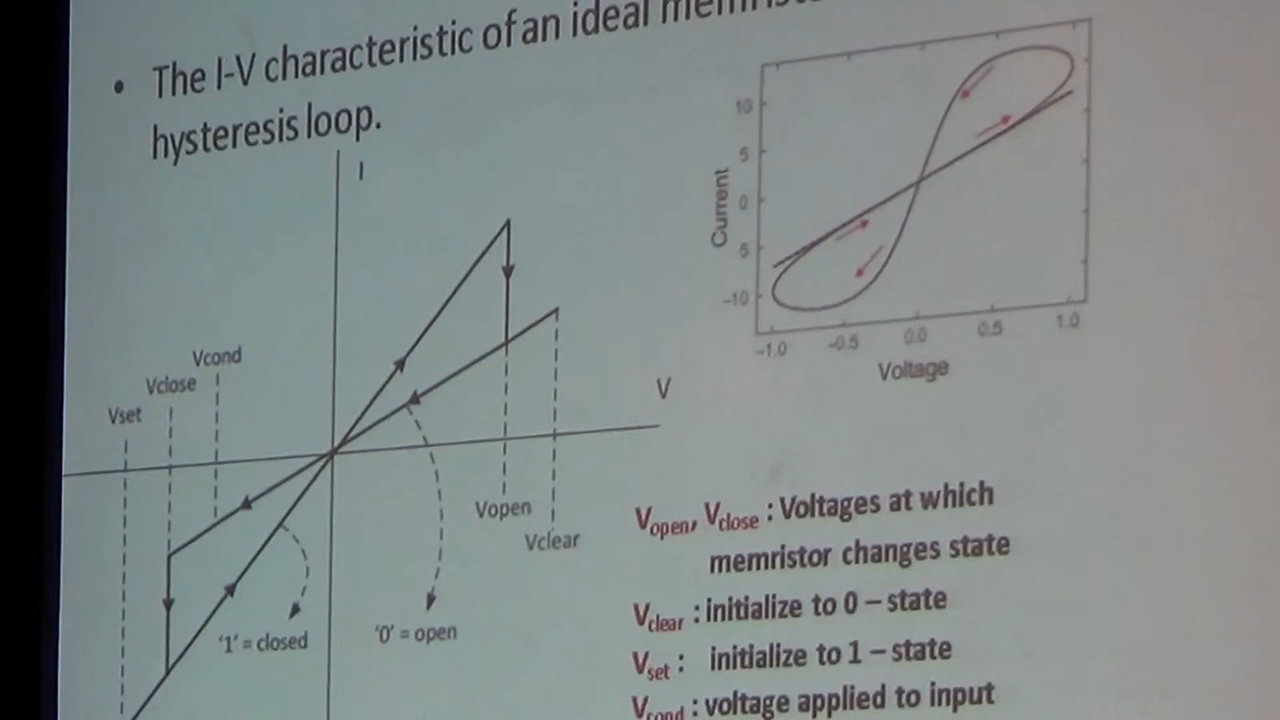 • The I-V characteristic of an ideal
hysteresis loop.
I
V
Vcond
Vclose
Vset
Vopen
Vclear
'1' = closed
'0' = open
10
5
0
5
-10
Current
-1.0 -0.5 0.0 0.5 1.0
Voltage
Vopen, Vclose : Voltages at which
memristor changes state
Vclear : initialize to 0 – state
Vset : initialize to 1 – state
Vcond : voltage applied to input